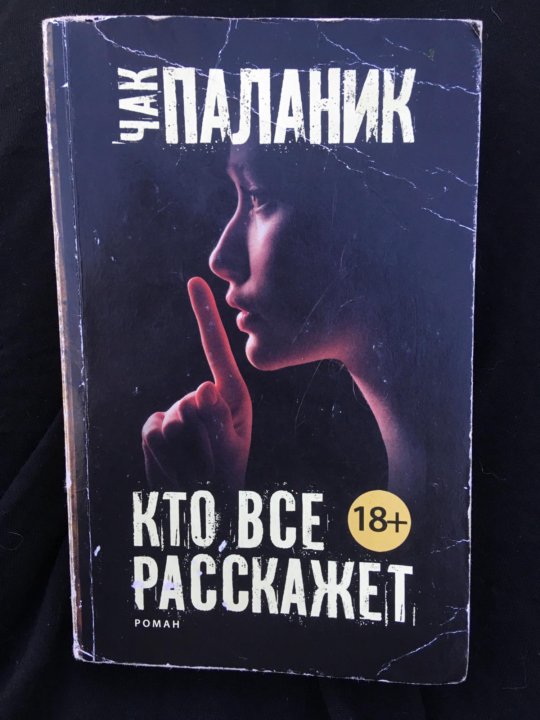 ЧАК
ПАЛАНИК
КТО ВСЕ
18+
РАССКАЖЕТ
РОМАН